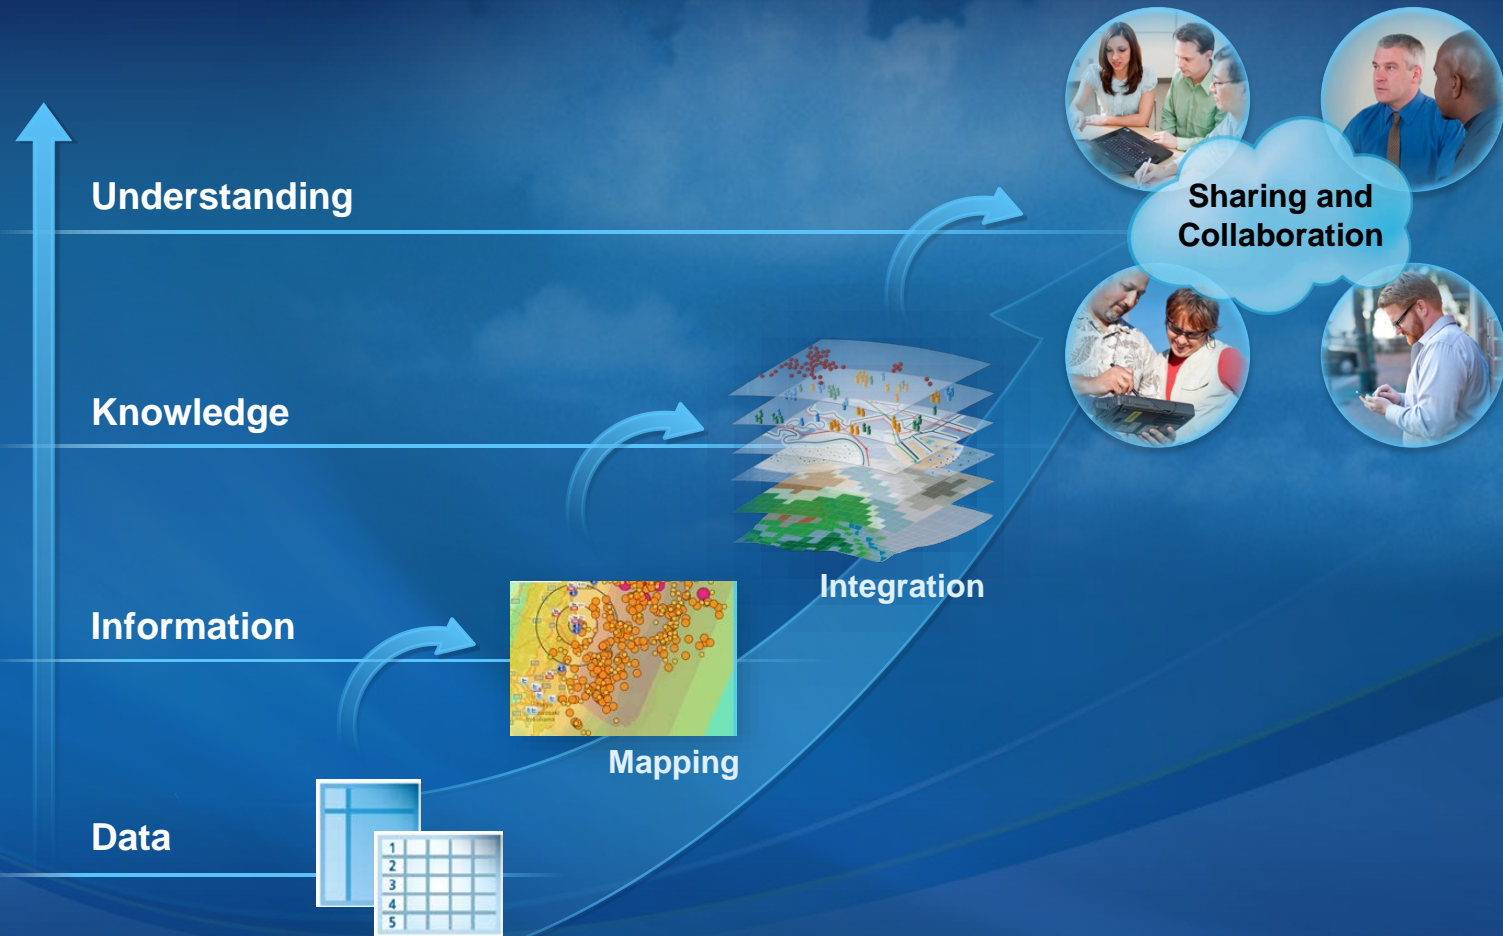 Understanding
Sharing and
Collaboration
Knowledge
Integration
Information
Mapping
Data
1
2
3
4
5